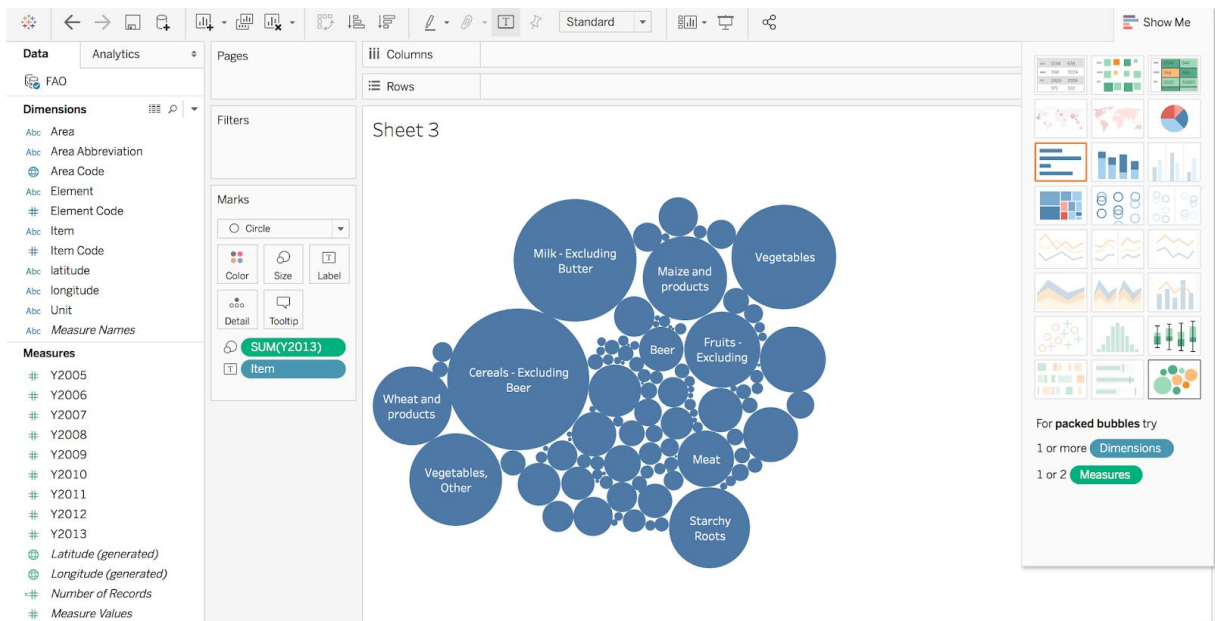 Standard
Show Me
Data
Analytics
Pages
Columns
FAO
Rows
Dimensions
Filters
Sheet 3
Abc Area
Abc Area Abbreviation
Area Code
Abc Element
# Element Code
Abc Item
# Item Code
Abc latitude
Abc longitude
Abc Unit
Abc Measure Names
Measures
# Y2005
# Y2006
# Y2007
# Y2008
# Y2009
# Y2010
# Y2011
# Y2012
# Y2013
Latitude (generated)
Longitude (generated)
=# Number of Records
# Measure Values
Marks
Circle
Color
Size
T
Label
Detail
Tooltip
SUM(Y2013)
T Item
Milk - Excluding
Butter
Maize and
products
Vegetables
Beer
Fruits -
Excluding
Cereals - Excluding
Beer
Wheat and
products
Vegetables,
Other
Meat
Starchy
Roots
For packed bubbles try
1 or more Dimensions
1 or 2 Measures